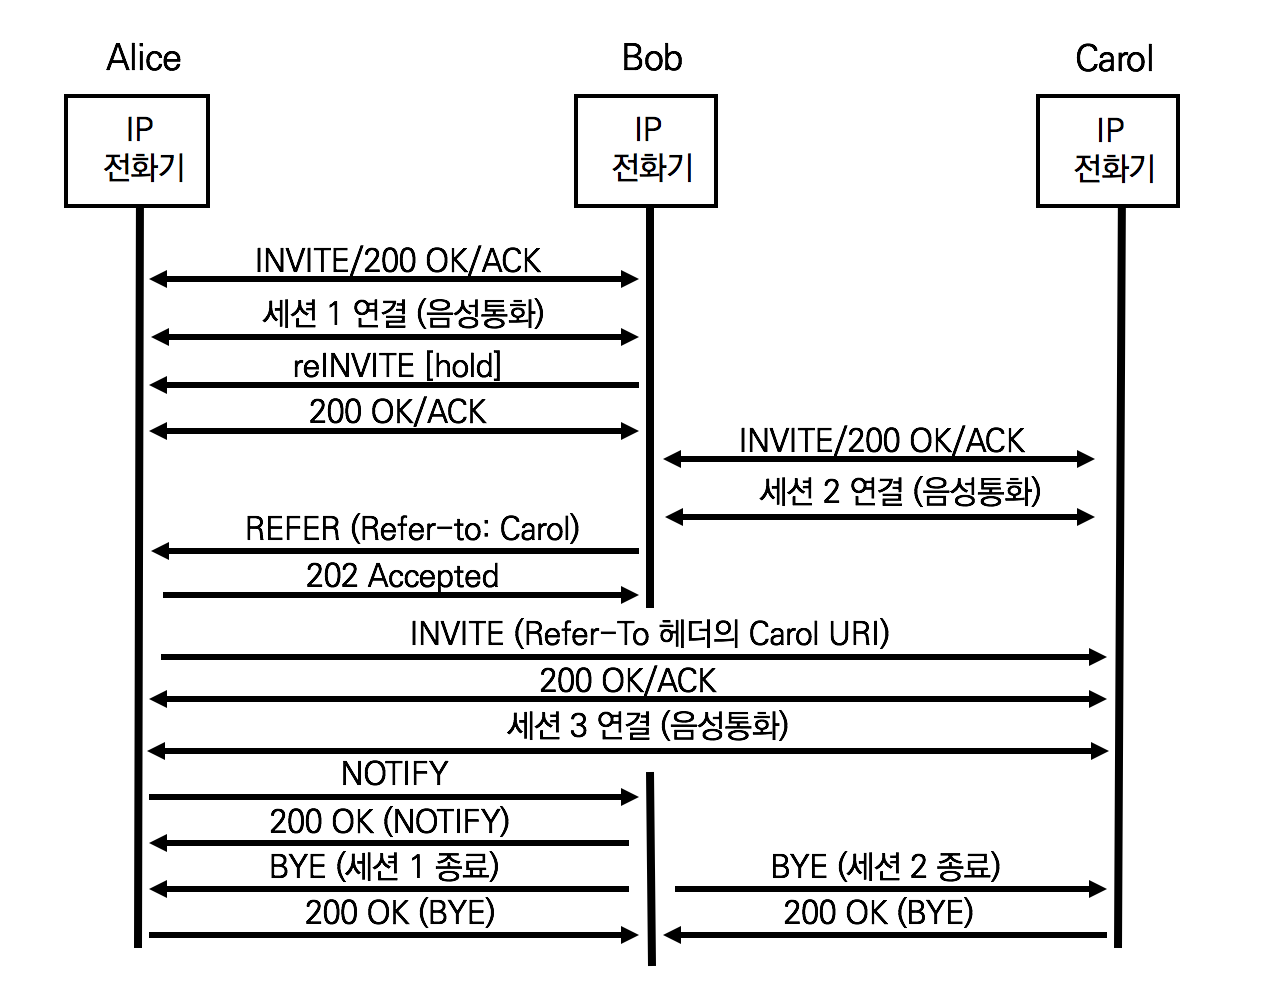 Alice
Bob
Carol
IP
전화기
IP
전화기
IP
전화기
INVITE/200 OK/ACK
세션 1 연결 (음성통화)
reINVITE [hold]
200 OK/ACK
INVITE/200 OK/ACK
세션 2 연결 (음성통화)
REFER (Refer-to: Carol)
202 Accepted
INVITE (Refer-To 헤더의 Carol URI)
200 OK/ACK
세션 3 연결 (음성통화)
NOTIFY
200 OK (NOTIFY)
BYE (세션 1 종료)
BYE (세션 2 종료)
200 OK (BYE)
200 OK (BYE)